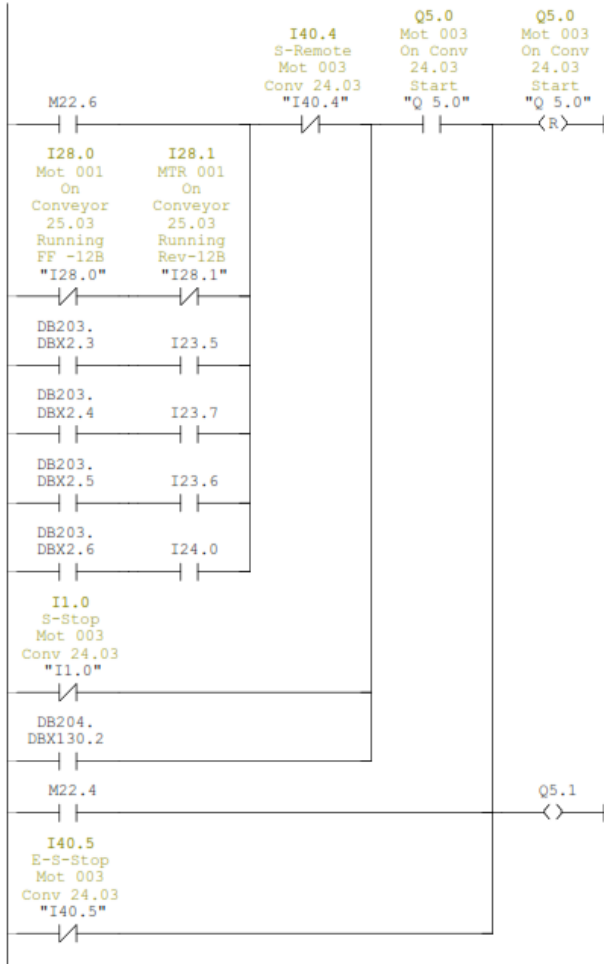 I40.4
S-Remote
Mot 003
Conv 24.03
"I40.4"
Q5.0
Mot 003
On Conv
24.03
Start
"Q 5.0"
Q5.0
Mot 003
On Conv
24.03
Start
"Q 5.0"
M22.6
R
I28.0
Mot 001
On
Conveyor
25.03
Running
FF -12B
"I28.0"
I28.1
MTR 001
On
Conveyor
25.03
Running
Rev-12B
"I28.1"
DB203.
DBX2.3
I23.5
DB203.
DBX2.4
I23.7
DB203.
DBX2.5
I23.6
DB203.
DBX2.6
I24.0
I1.0
S-Stop
Mot 003
Conv 24.03
"I1.0"
DB204.
DBX130.2
M22.4
Q5.1
I40.5
E-S-Stop
Mot 003
Conv 24.03
"I40.5"